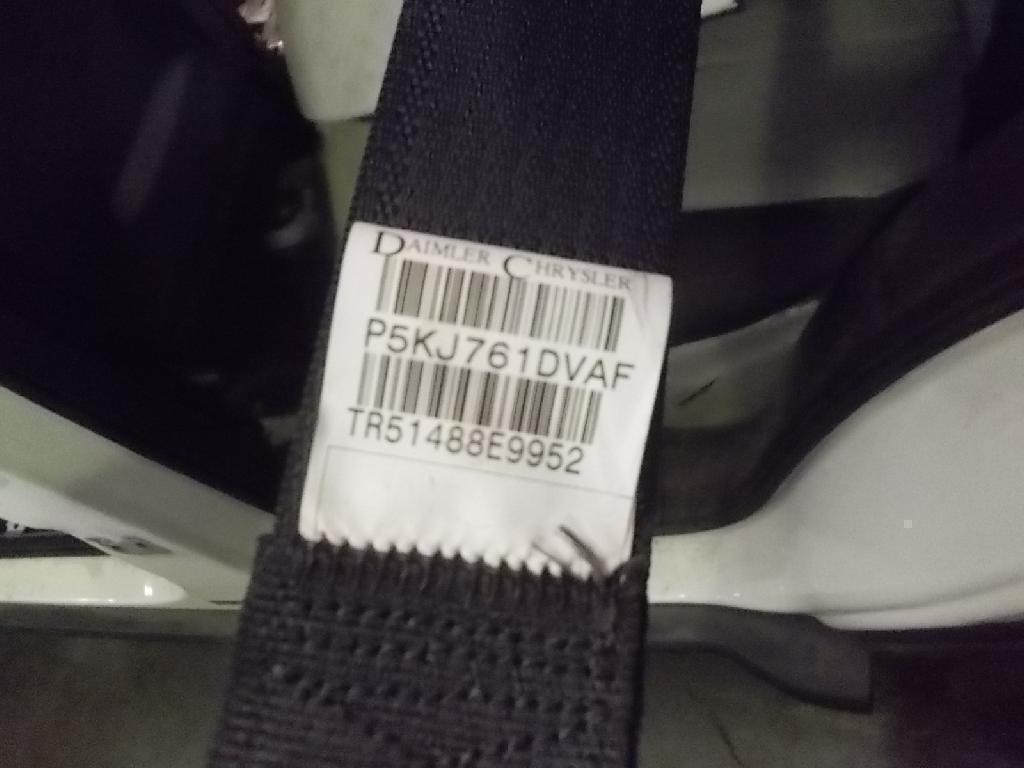 DAIMLER CHRYSLER
P5KJ761DVAF
TR51488E9952